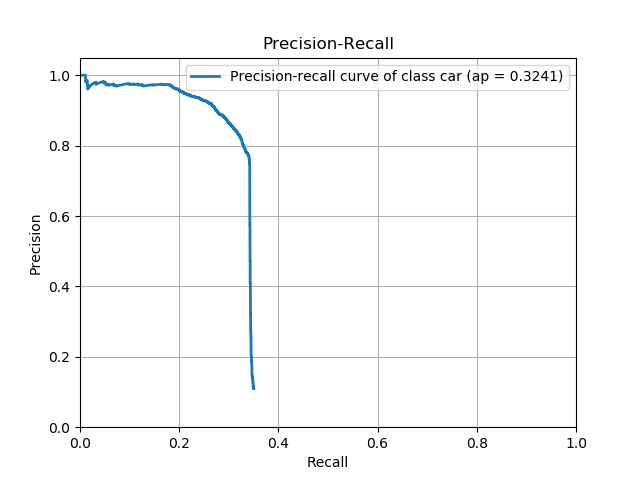 Precision-Recall
Precision-recall curve of class car (ap = 0.3241)
1.0
0.8
0.6
0.4
0.2
0.0
Precision
0.0 0.2 0.4 0.6 0.8 1.0
Recall